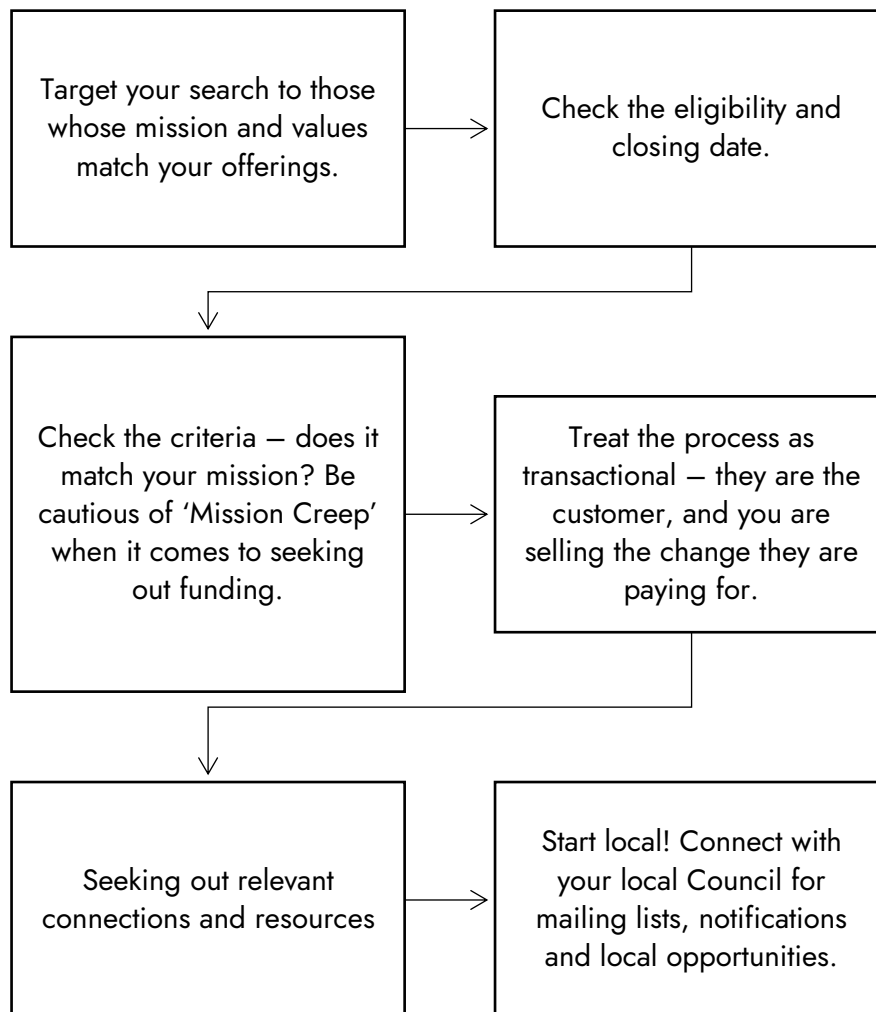 Target your search to those
whose mission and values
match your offerings.
Check the eligibility and
closing date.
Check the criteria – does it
match your mission? Be
cautious of ‘Mission Creep’
when it comes to seeking
out funding.
Treat the process as
transactional – they are the
customer, and you are
selling the change they are
paying for.
Seeking out relevant
connections and resources
Start local! Connect with
your local Council for
mailing lists, notifications
and local opportunities.